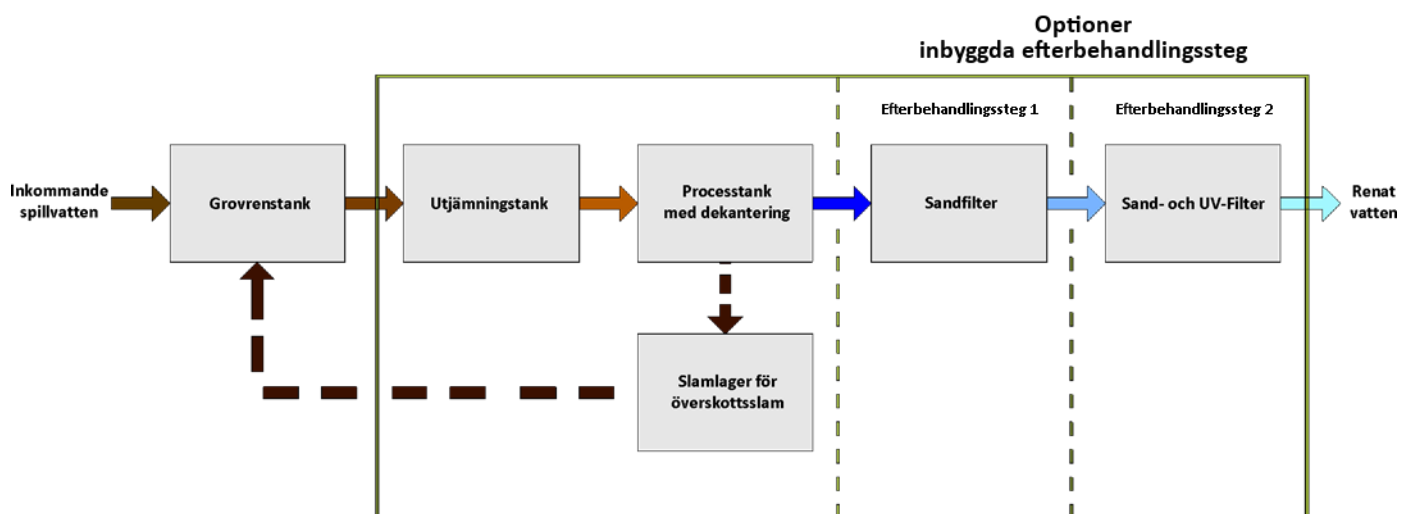 Optioner
inbyggda efterbehandlingssteg
Efterbehandlingssteg 1
Efterbehandlingssteg 2
Inkommande
spillvatten
Grovrenstank
Utjämningstank
Processtank
med dekantering
Sandfilter
Sand- och UV-Filter
Renat
vatten
Slamlager för
överskottsslam